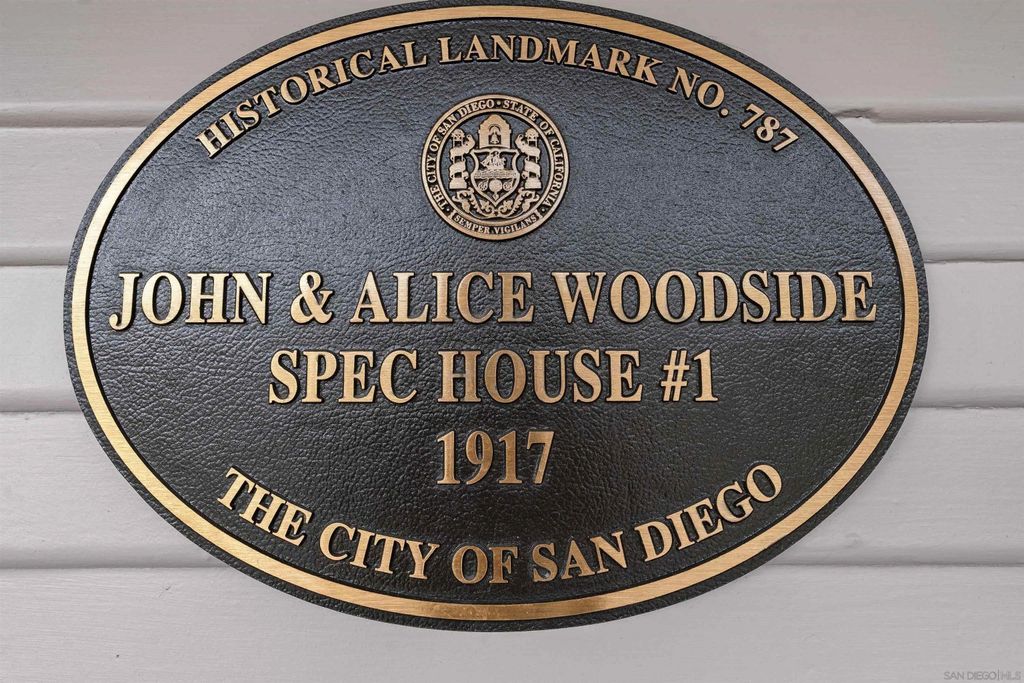 HISTORICAL LANDMARK NO. 787
THE CITY OF SAN DIEGO • STATE OF CALIFORNIA
SEMPER VIGILANS
JOHN & ALICE WOODSIDE
SPEC HOUSE #1
1917
THE CITY OF SAN DIEGO
SAN DIEGO|MLS